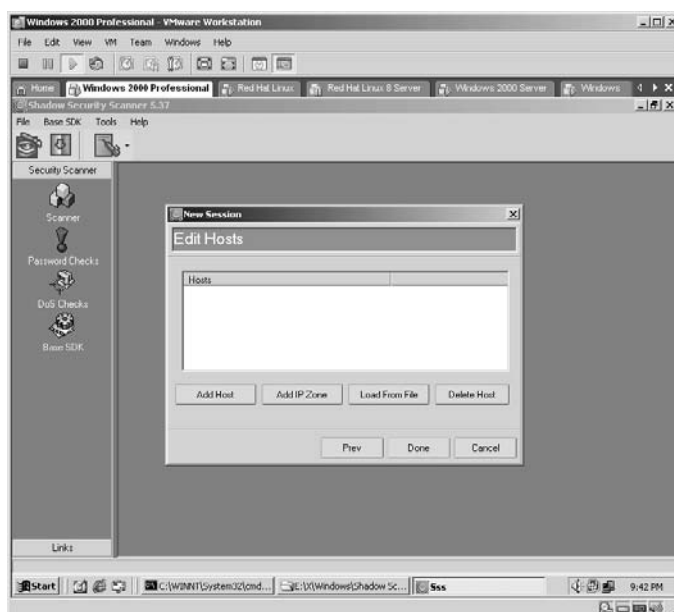 Windows 2000 Professional - VMware Workstation
File Edit View VM Team Windows Help
Home Windows 2000 Professional Red Hat Linux Red Hat Linux 8 Server Windows 2000 Server Windows
Shadow Security Scanner 5.37
File Base SDK Tools Help
Security Scanner
Scanner
Password Checks
DoS Checks
Base SDK
New Session
Edit Hosts
Hosts
Add Host Add IP Zone Load From File Delete Host
Prev Done Cancel
Links
Start C:\WINNT\System32\cmd... E:\X\Windows\Shadow Sc... Sss 9:42 PM